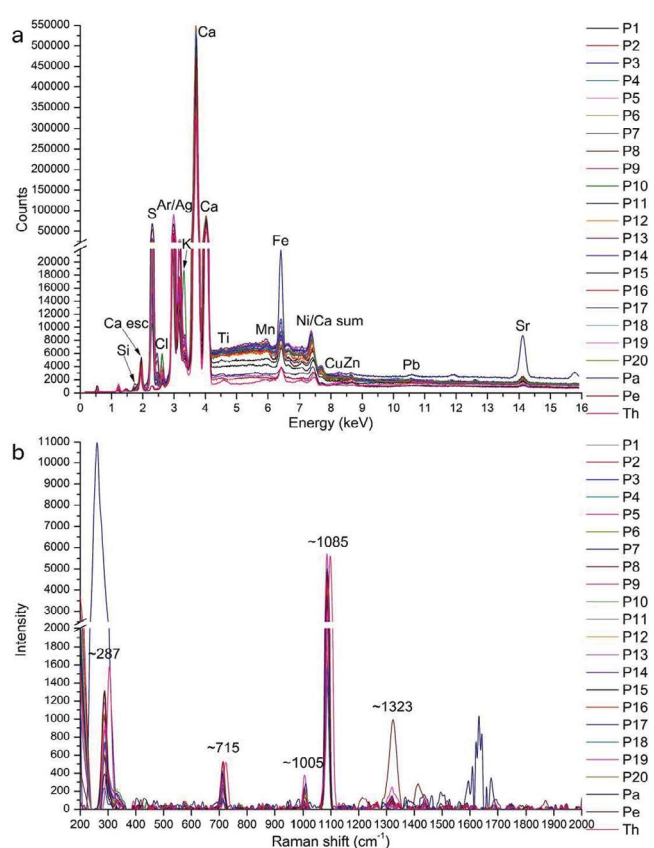 a
Counts
550000
500000
450000
400000
350000
300000
250000
200000
150000
100000
50000
20000
18000
16000
14000
12000
10000
8000
6000
4000
2000
0
Ca
S
Ar/Ag
Ca
K
Fe
Ca esc
Si
Cl
Ti
Mn
Ni/Ca sum
CuZn
Pb
Sr
0 1 2 3 4 5 6 7 8 9 10 11 12 13 14 15 16
Energy (keV)
P1
P2
P3
P4
P5
P6
P7
P8
P9
P10
P11
P12
P13
P14
P15
P16
P17
P18
P19
P20
Pa
Pe
Th
b
Intensity
11000
10000
9000
8000
7000
6000
5000
4000
3000
2000
1800
1600
1400
1200
1000
800
600
400
200
0
~287
~715
~1005
~1085
~1323
200 300 400 500 600 700 800 900 1000 1100 1200 1300 1400 1500 1600 1700 1800 1900 2000
Raman shift (cm⁻¹)
P1
P2
P3
P4
P5
P6
P7
P8
P9
P10
P11
P12
P13
P14
P15
P16
P17
P18
P19
P20
Pa
Pe
Th